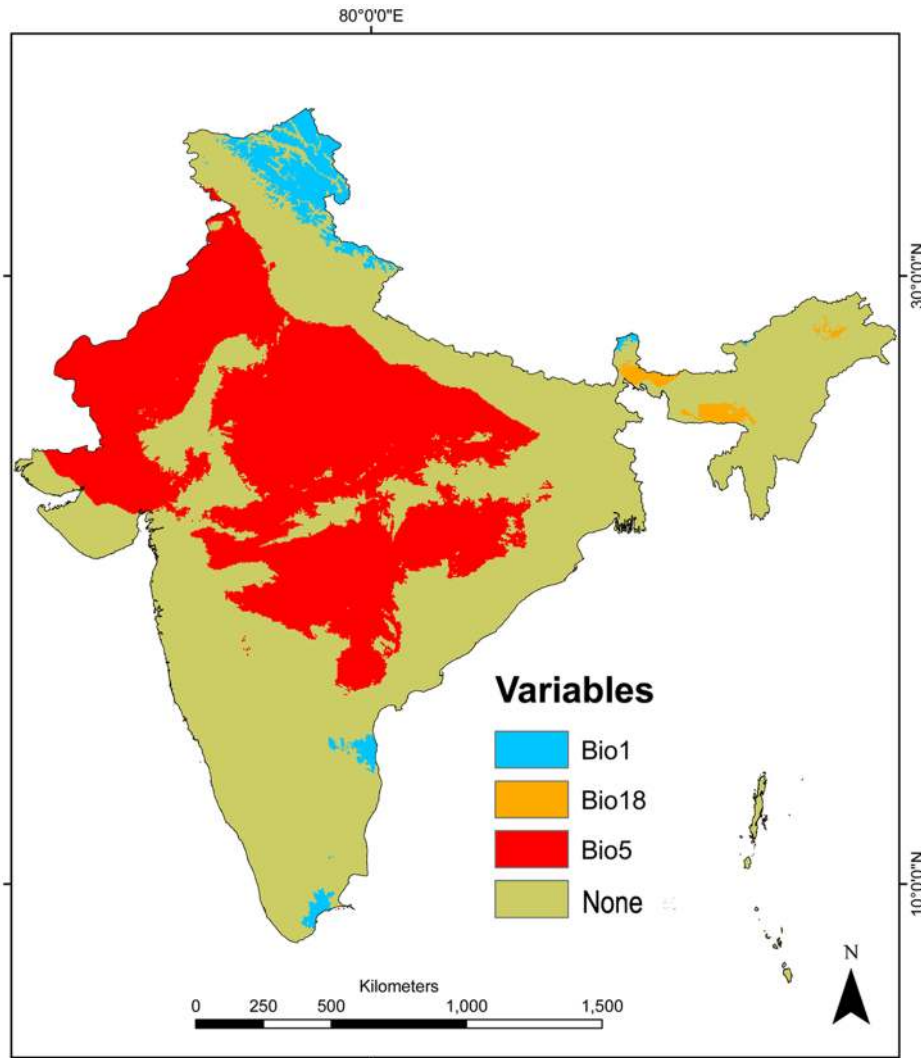 80°0'0"E
30°0'0"N
Variables
Bio1
Bio18
Bio5
None
10°0'0"N
N
Kilometers
0 250 500 1,000 1,500